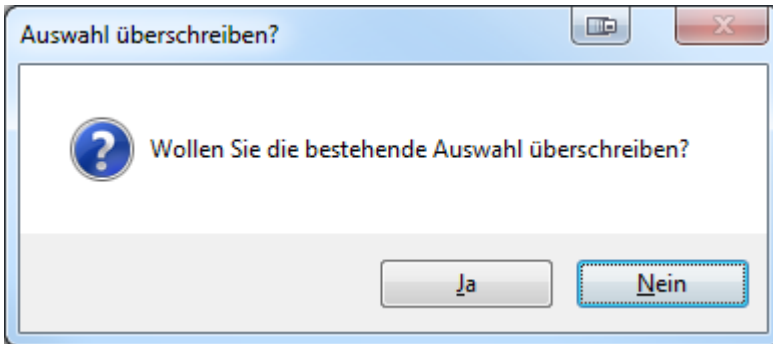 Auswahl überschreiben?
Wollen Sie die bestehende Auswahl überschreiben?
Ja
Nein